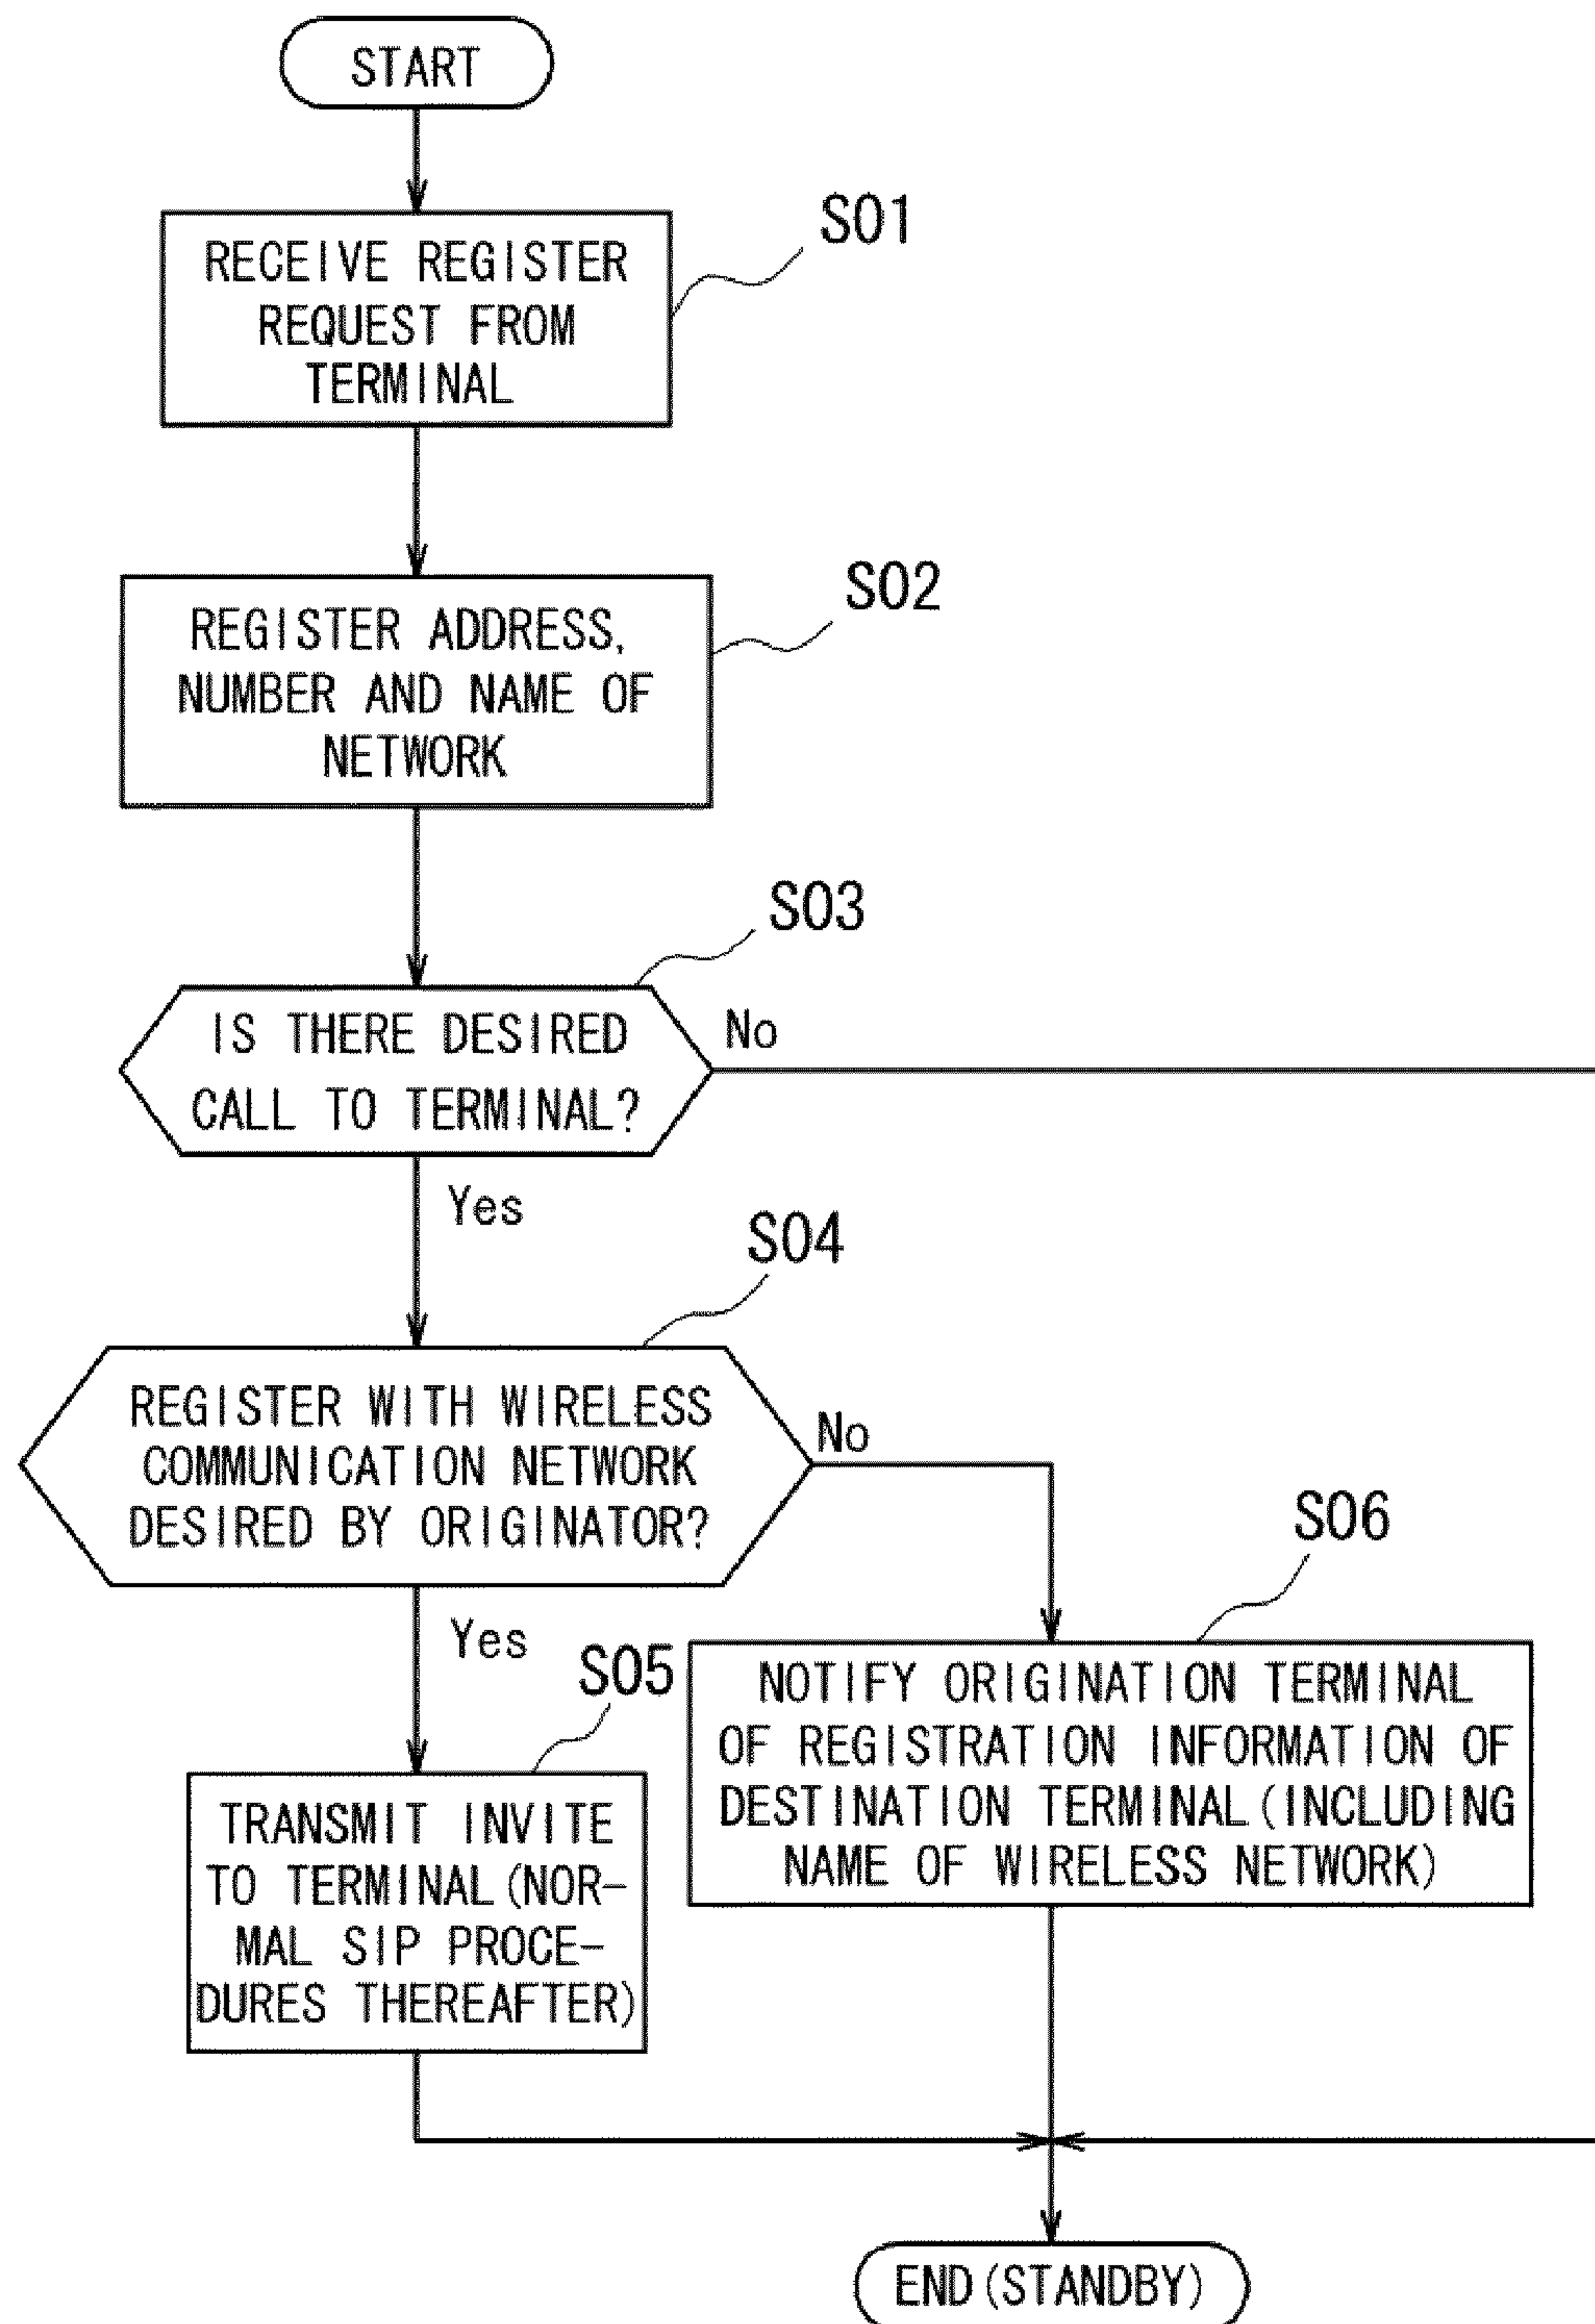 START
S01
RECEIVE REGISTER
REQUEST FROM
TERMINAL
S02
REGISTER ADDRESS,
NUMBER AND NAME OF
NETWORK
S03
IS THERE DESIRED
CALL TO TERMINAL?
No
Yes
S04
REGISTER WITH WIRELESS
COMMUNICATION NETWORK
DESIRED BY ORIGINATOR?
No
Yes
S05
TRANSMIT INVITE
TO TERMINAL(NOR-
MAL SIP PROCE-
DURES THEREAFTER)
S06
NOTIFY ORIGINATION TERMINAL
OF REGISTRATION INFORMATION OF
DESTINATION TERMINAL(INCLUDING
NAME OF WIRELESS NETWORK)
END(STANDBY)